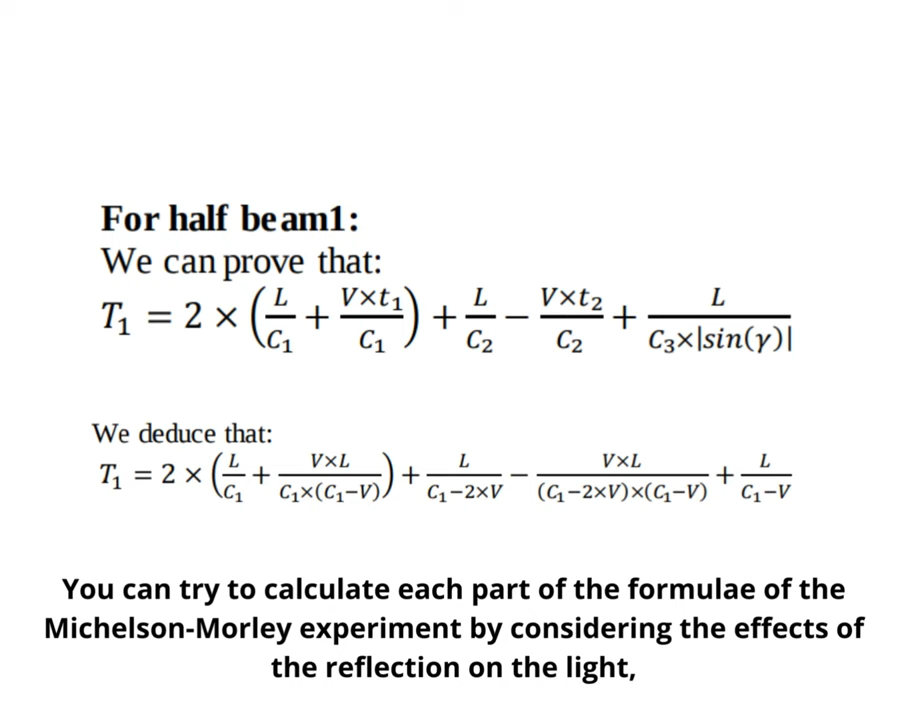 For half beam1:
We can prove that:
T₁ = 2 × (L/C₁ + V×t₁/C₁) + L/C₂ − V×t₂/C₂ + L/C₃×|sin(γ)|
We deduce that:
T₁ = 2 × (L/C₁ + V×L/C₁×(C₁−V)) + L/C₁−2×V − V×L/(C₁−2×V)×(C₁−V) + L/C₁−V
You can try to calculate each part of the formulae of the
Michelson-Morley experiment by considering the effects of
the reflection on the light,